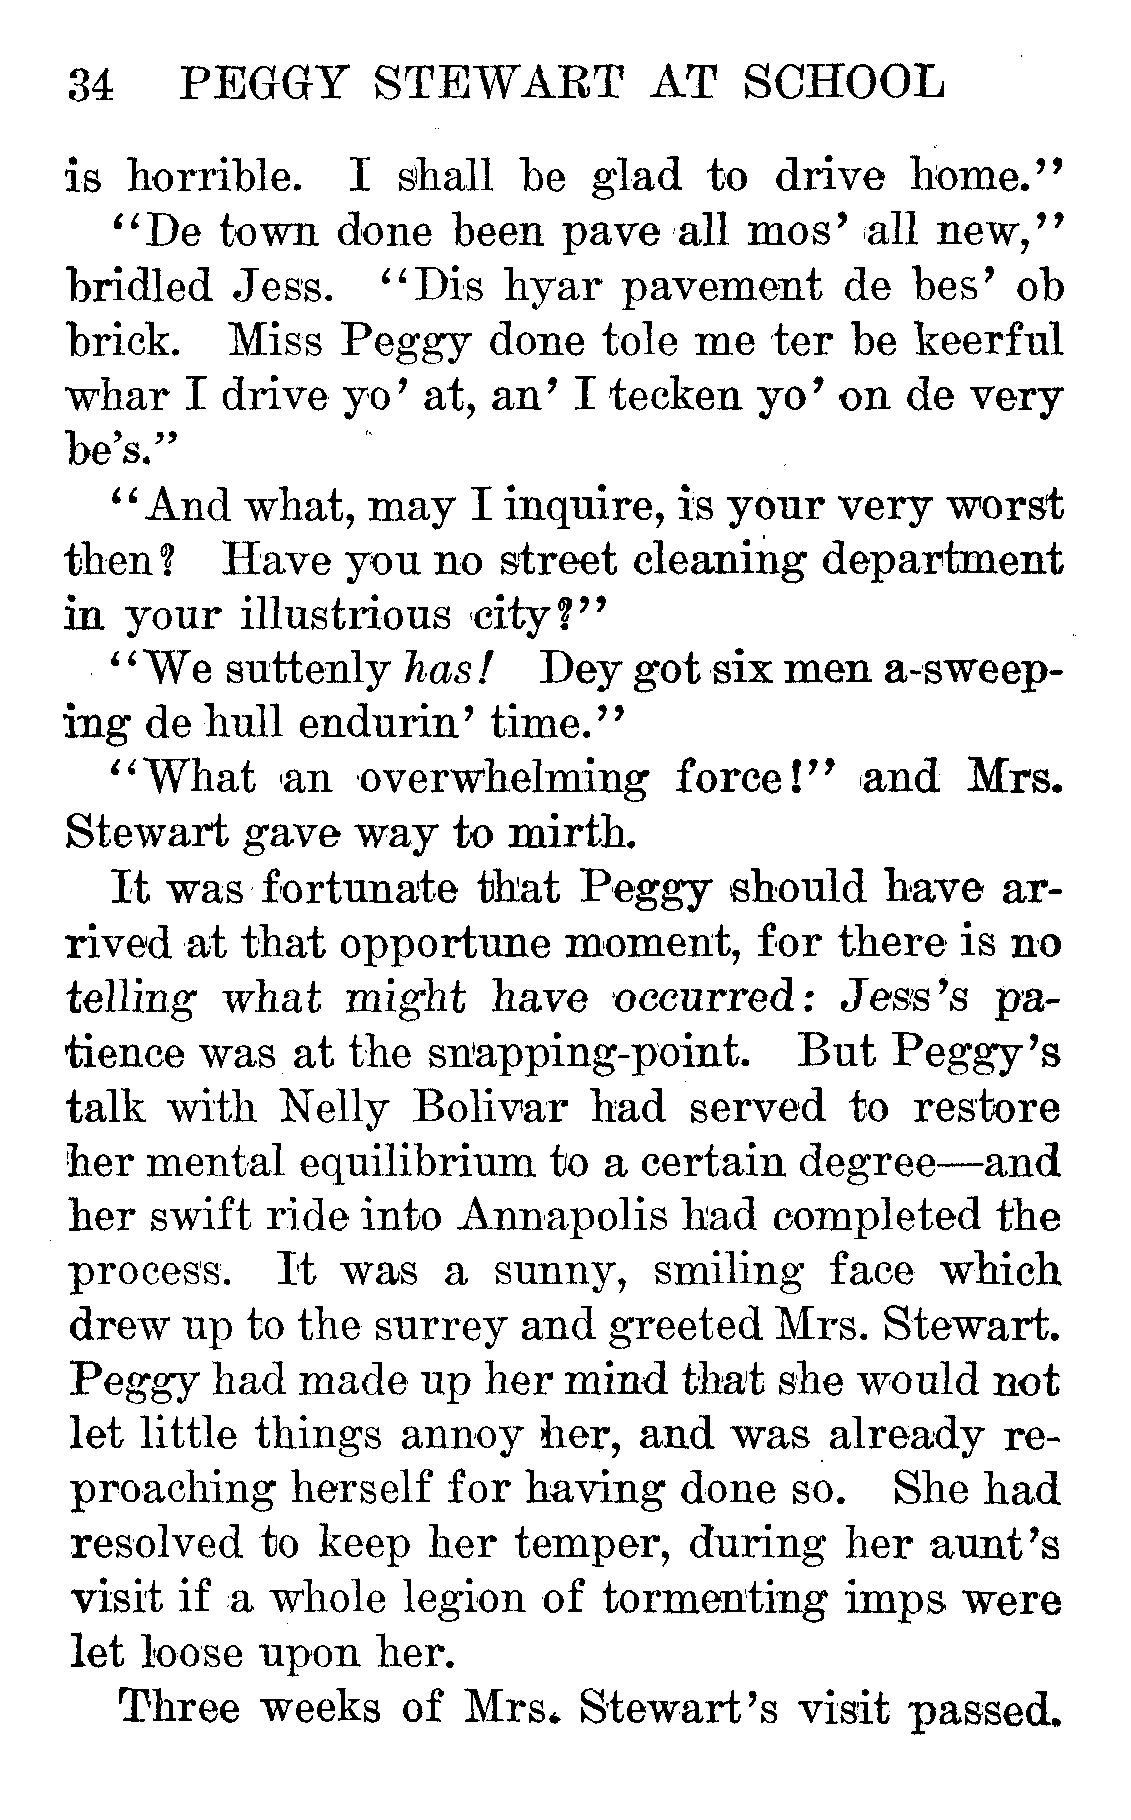 34 PEGGY STEWART AT SCHOOL
is horrible. I shall be glad to drive home."
"De town done been pave all mos' all new,"
bridled Jess. "Dis hyar pavement de bes' ob
brick. Miss Peggy done tole me ter be keerful
whar I drive yo' at, an' I tecken yo' on de very
be's."
"And what, may I inquire, is your very worst
then? Have you no street cleaning department
in your illustrious city?"
"We suttenly has! Dey got six men a-sweep-
ing de hull endurin' time."
"What an overwhelming force!" and Mrs.
Stewart gave way to mirth.
It was fortunate that Peggy should have ar-
rived at that opportune moment, for there is no
telling what might have occurred: Jess's pa-
tience was at the snapping-point. But Peggy's
talk with Nelly Bolivar had served to restore
her mental equilibrium to a certain degree—and
her swift ride into Annapolis had completed the
process. It was a sunny, smiling face which
drew up to the surrey and greeted Mrs. Stewart.
Peggy had made up her mind that she would not
let little things annoy her, and was already re-
proaching herself for having done so. She had
resolved to keep her temper, during her aunt's
visit if a whole legion of tormenting imps were
let loose upon her.
Three weeks of Mrs. Stewart's visit passed.